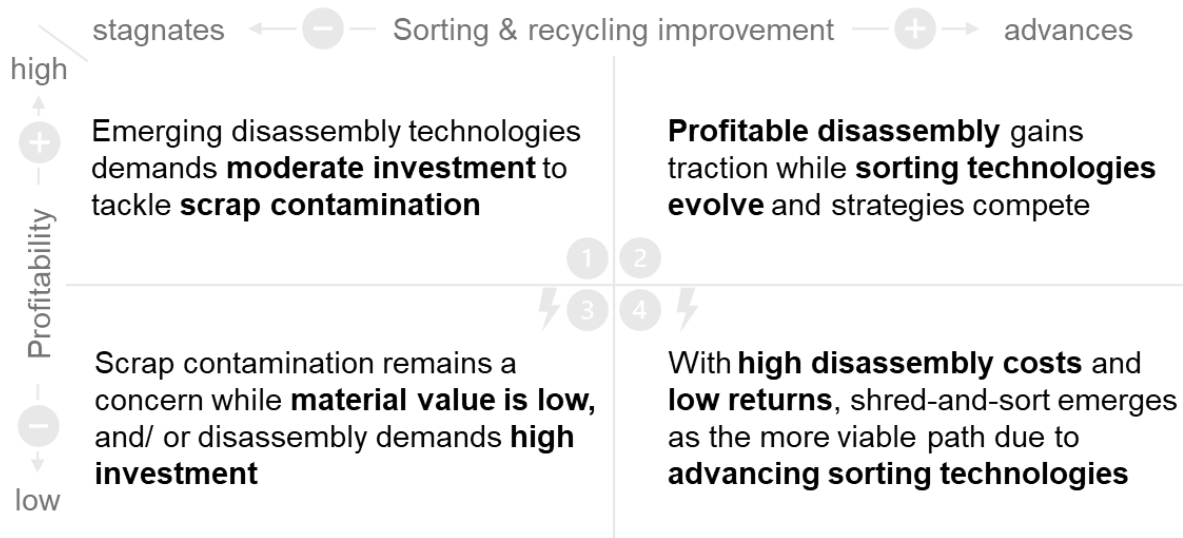 stagnates − Sorting & recycling improvement + advances
high
+
Profitability
−
low
Emerging disassembly technologies
demands moderate investment to
tackle scrap contamination
Profitable disassembly gains
traction while sorting technologies
evolve and strategies compete
1 2
3 4
Scrap contamination remains a
concern while material value is low,
and/ or disassembly demands high
investment
With high disassembly costs and
low returns, shred-and-sort emerges
as the more viable path due to
advancing sorting technologies